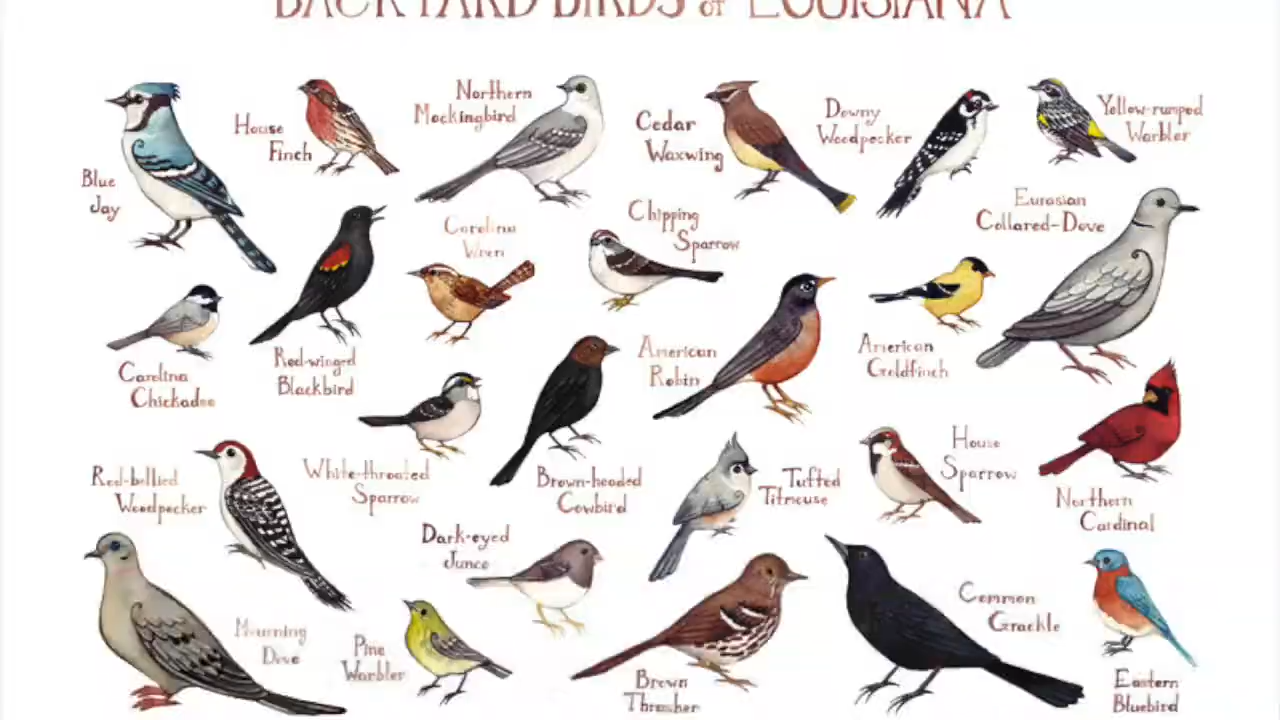 BACKYARD BIRDS OF LOUISIANA
Blue
Jay
House
Finch
Northern
Mockingbird
Cedar
Waxwing
Downy
Woodpecker
Yellow-rumped
Warbler
Carolina
Wren
Chipping
Sparrow
Eurasian
Collared-Dove
Carolina
Chickadee
Red-winged
Blackbird
American
Robin
American
Goldfinch
Red-bellied
Woodpecker
White-throated
Sparrow
Brown-headed
Cowbird
Tufted
Titmouse
House
Sparrow
Northern
Cardinal
Dark-eyed
Junco
Mourning
Dove
Pine
Warbler
Brown
Thrasher
Common
Grackle
Eastern
Bluebird